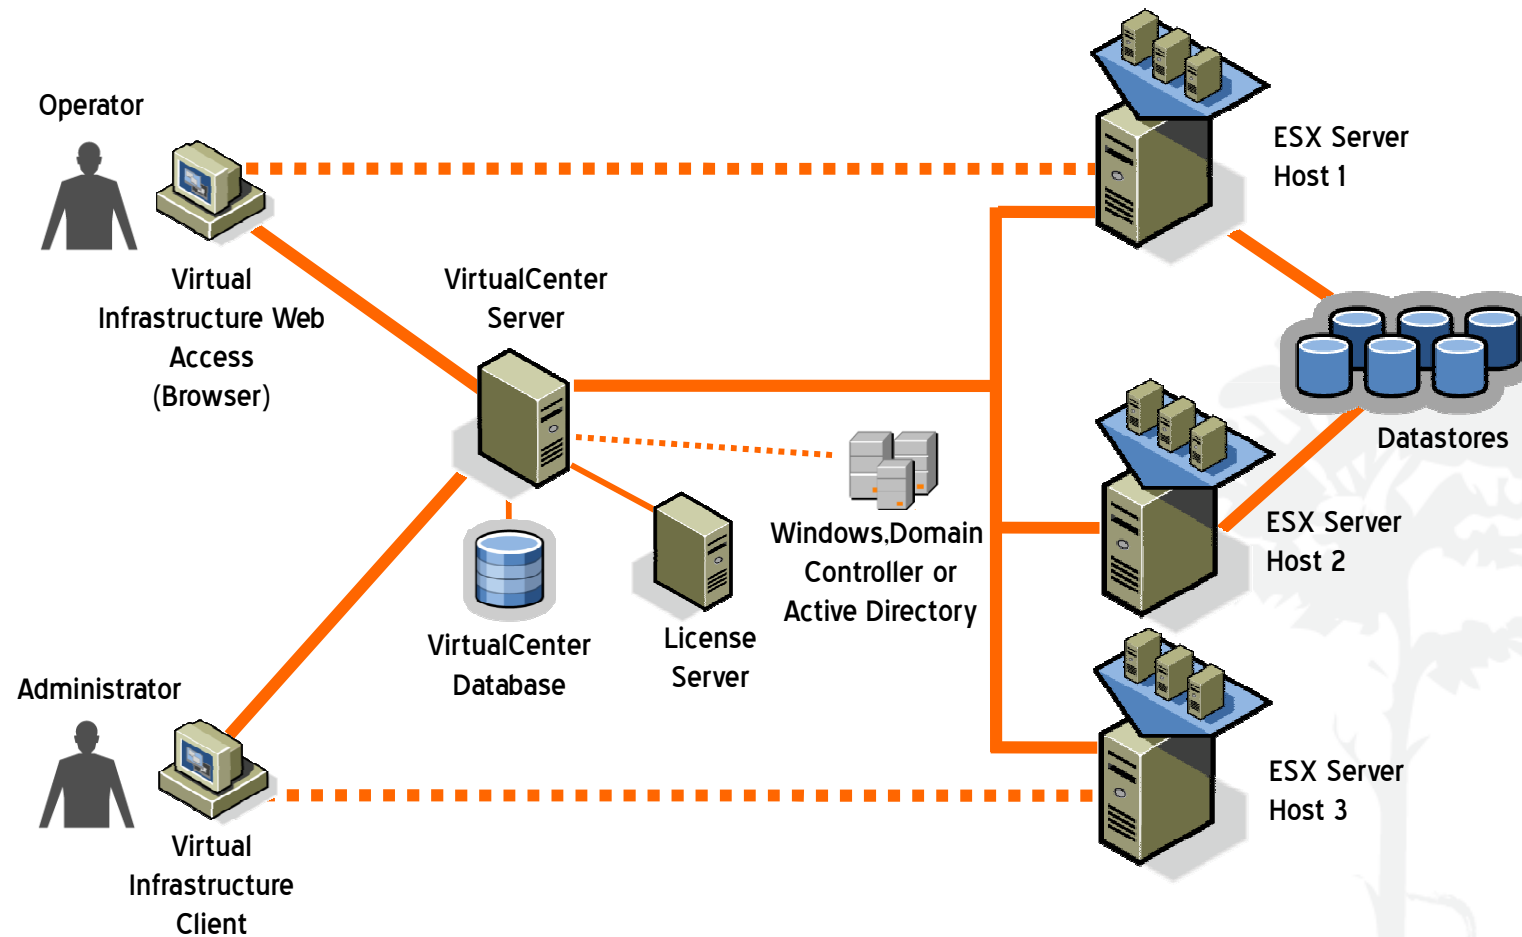 Operator
Virtual
Infrastructure Web
Access
(Browser)
VirtualCenter
Server
ESX Server
Host 1
Datastores
Windows,Domain
Controller or
Active Directory
ESX Server
Host 2
VirtualCenter
Database
License
Server
Administrator
Virtual
Infrastructure
Client
ESX Server
Host 3